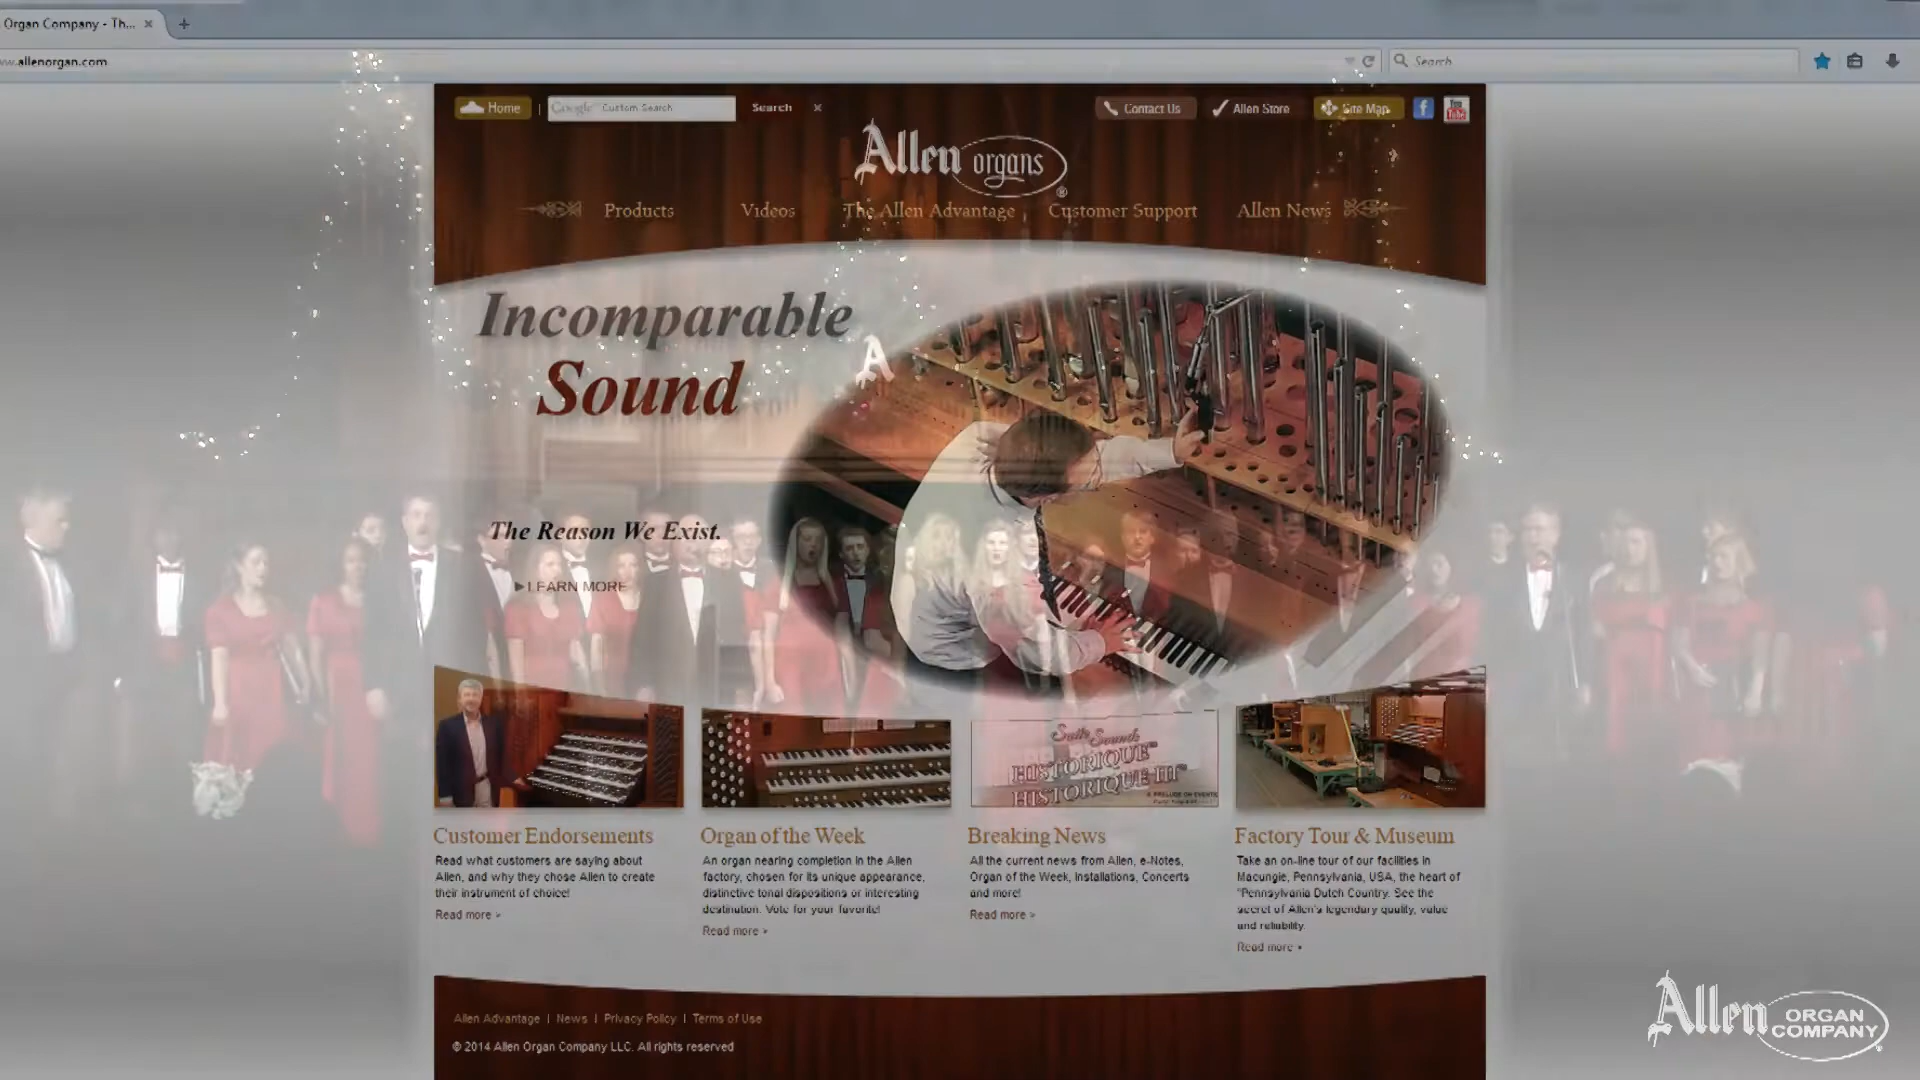 Organ Company - Th...
ww.allenorgan.com
Search
Home
Google Custom Search
Search
Contact Us
Allen Store
Site Map
You Tube
Allen organs
Products
Videos
The Allen Advantage
Customer Support
Allen News
Incomparable
Sound
A
The Reason We Exist.
LEARN MORE
HISTORIQUE™
HISTORIQUE III™
Customer Endorsements
Read what customers are saying about
Allen, and why they chose Allen to create
their instrument of choice!
Read more >
Organ of the Week
An organ nearing completion in the Allen
factory, chosen for its unique appearance,
distinctive tonal dispositions or interesting
destination. Vote for your favorite!
Read more >
Breaking News
All the current news from Allen, e-Notes,
Organ of the Week, Installations, Concerts
and more!
Read more >
Factory Tour & Museum
Take an on-line tour of our facilities in
Macungie, Pennsylvania, USA, the heart of
"Pennsylvania Dutch Country. See the
secret of Allen's legendary quality, value
and reliability.
Read more >
Allen Advantage | News | Privacy Policy | Terms of Use
© 2014 Allen Organ Company LLC. All rights reserved
Allen ORGAN
COMPANY